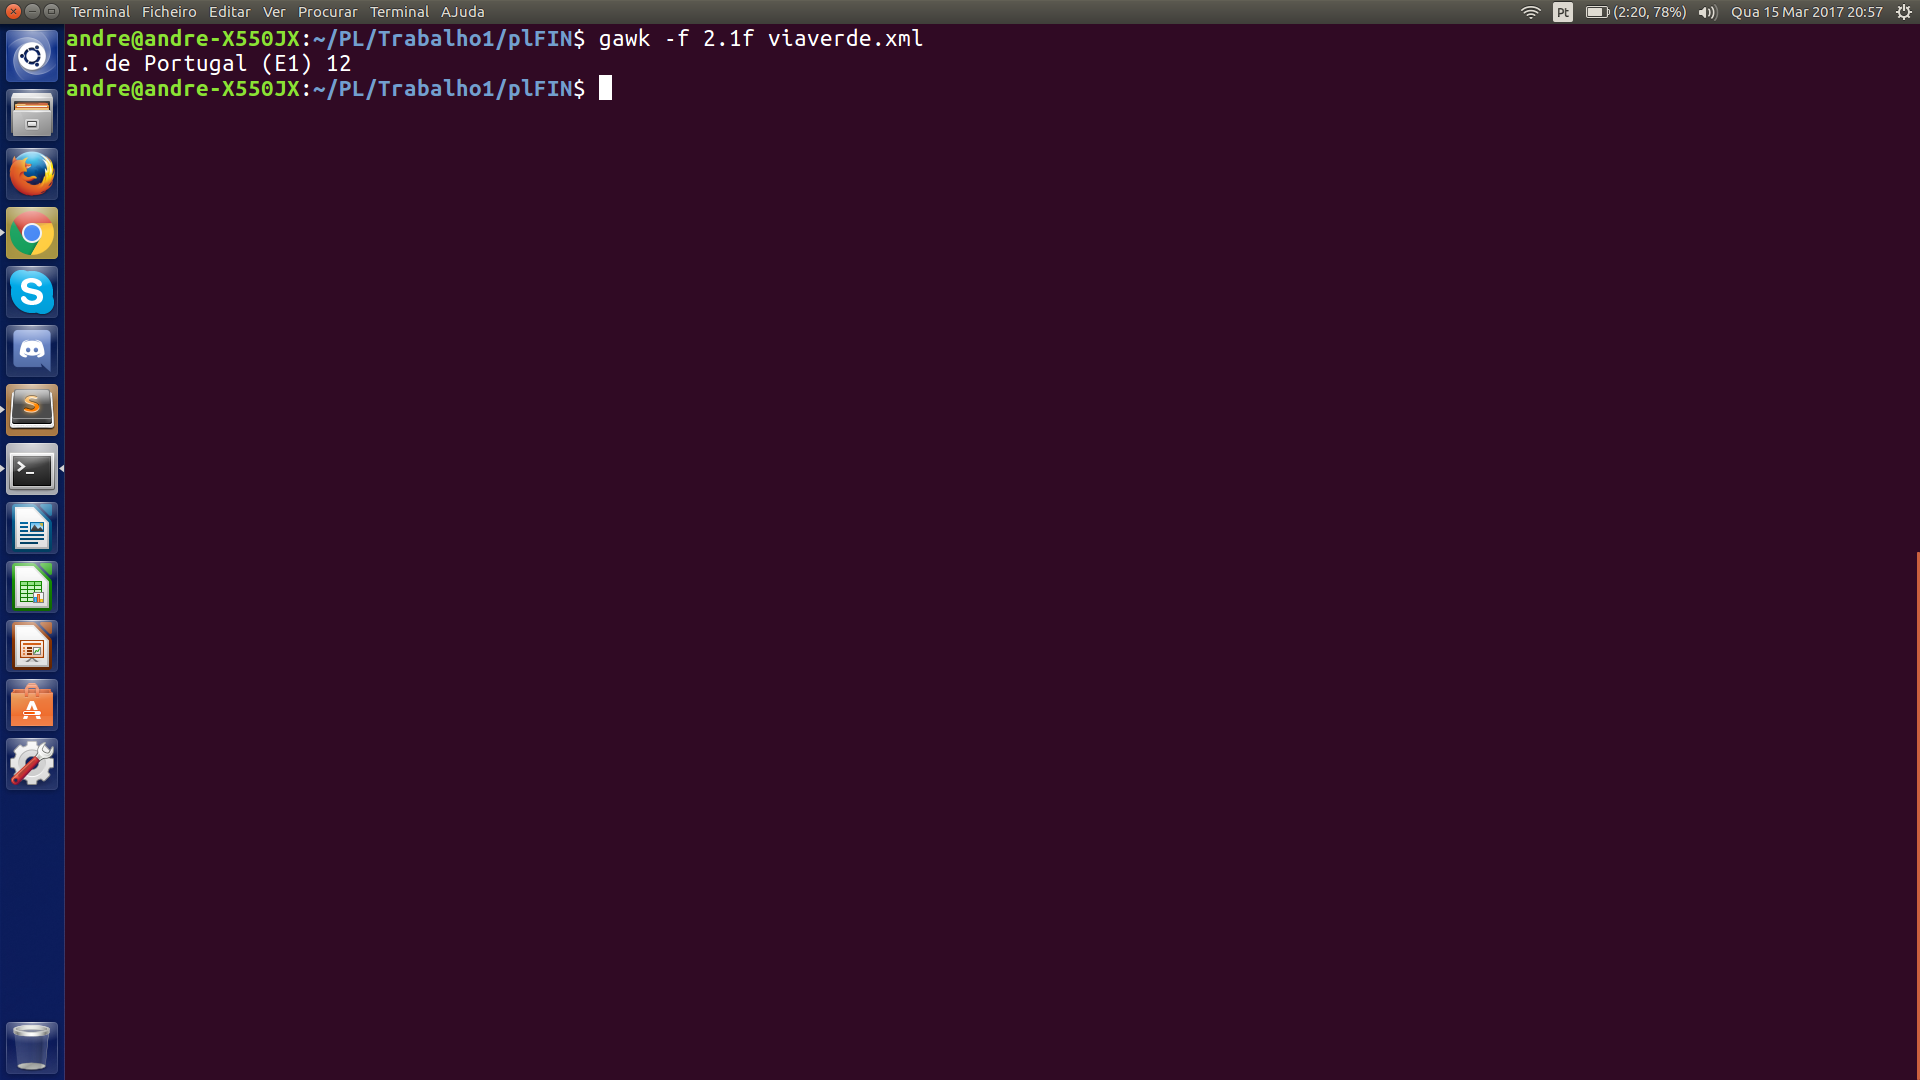 Terminal Ficheiro Editar Ver Procurar Terminal AJuda Pt (2:20, 78%) Qua 15 Mar 2017 20:57
andre@andre-X550JX:~/PL/Trabalho1/plFIN$ gawk -f 2.1f viaverde.xml
I. de Portugal (E1) 12
andre@andre-X550JX:~/PL/Trabalho1/plFIN$